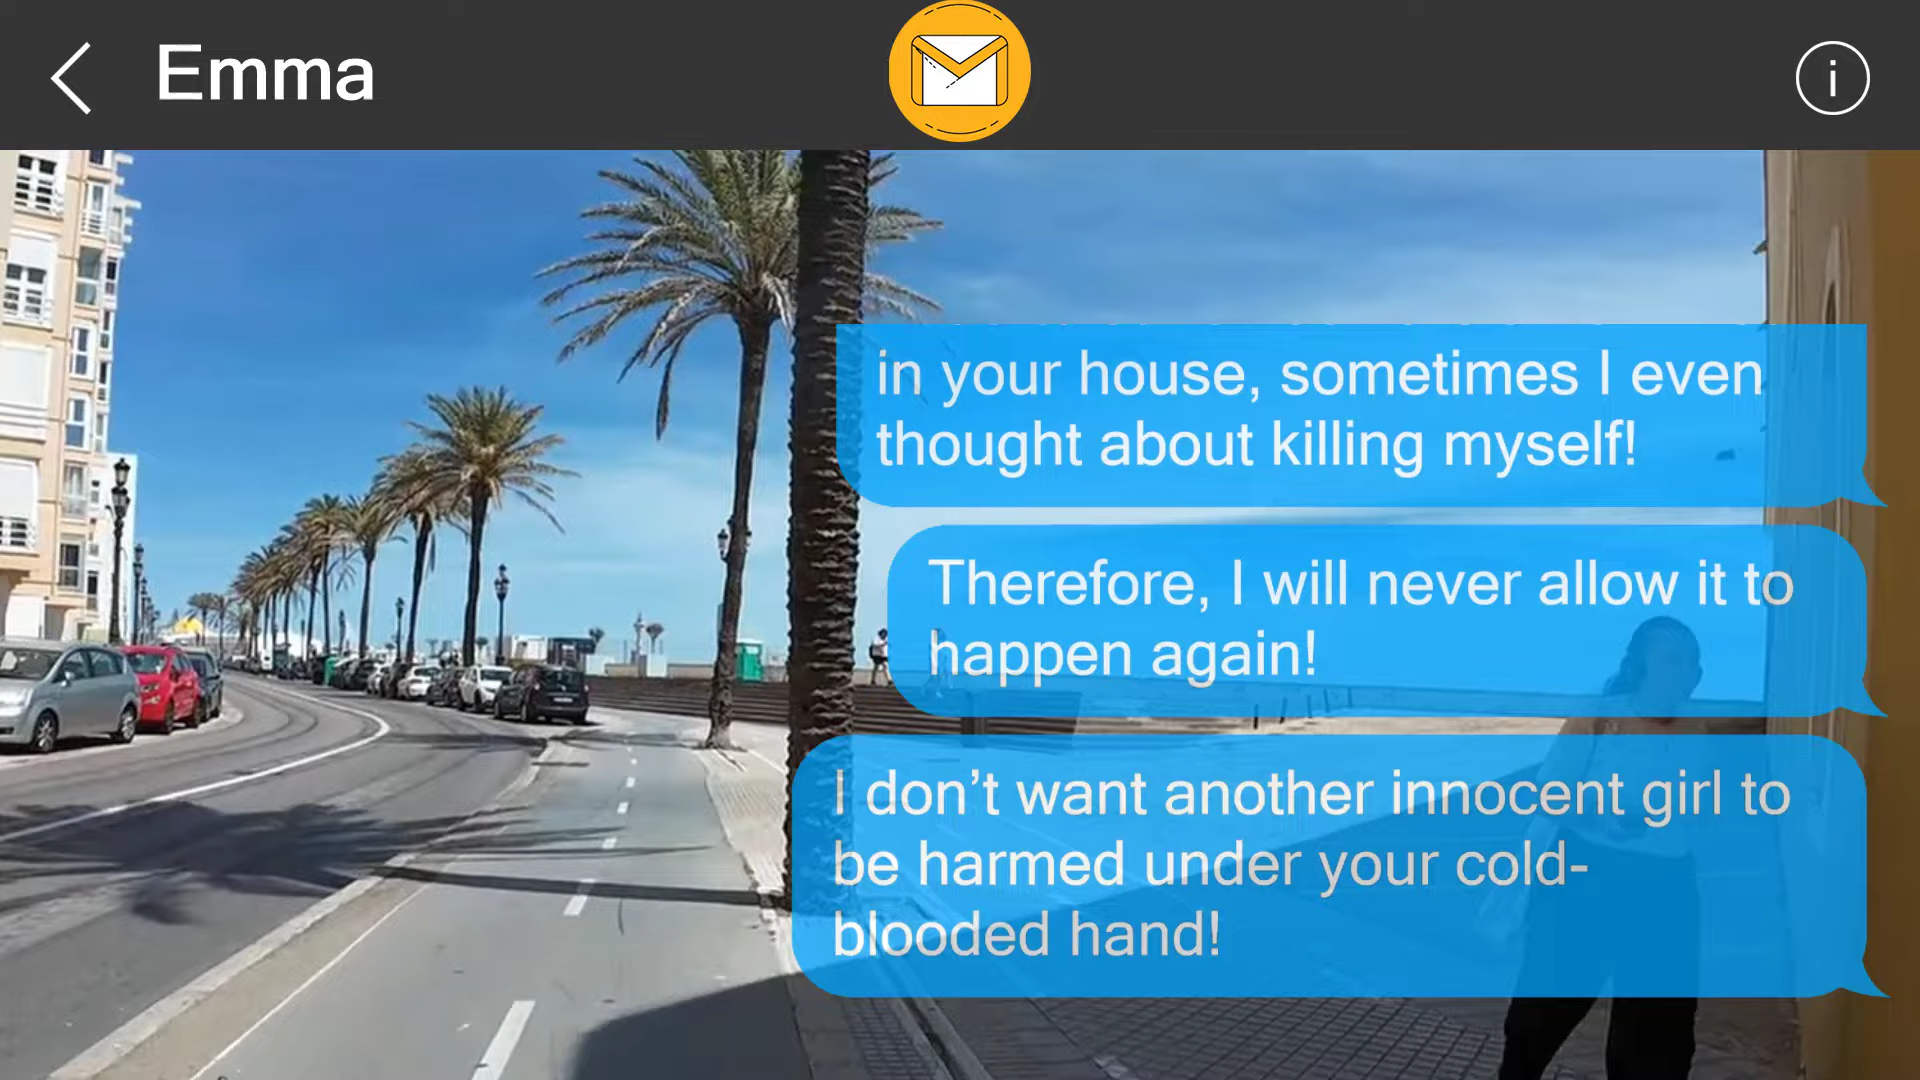 Emma
i
in your house, sometimes I even
thought about killing myself!
Therefore, I will never allow it to
happen again!
I don’t want another innocent girl to
be harmed under your cold-
blooded hand!